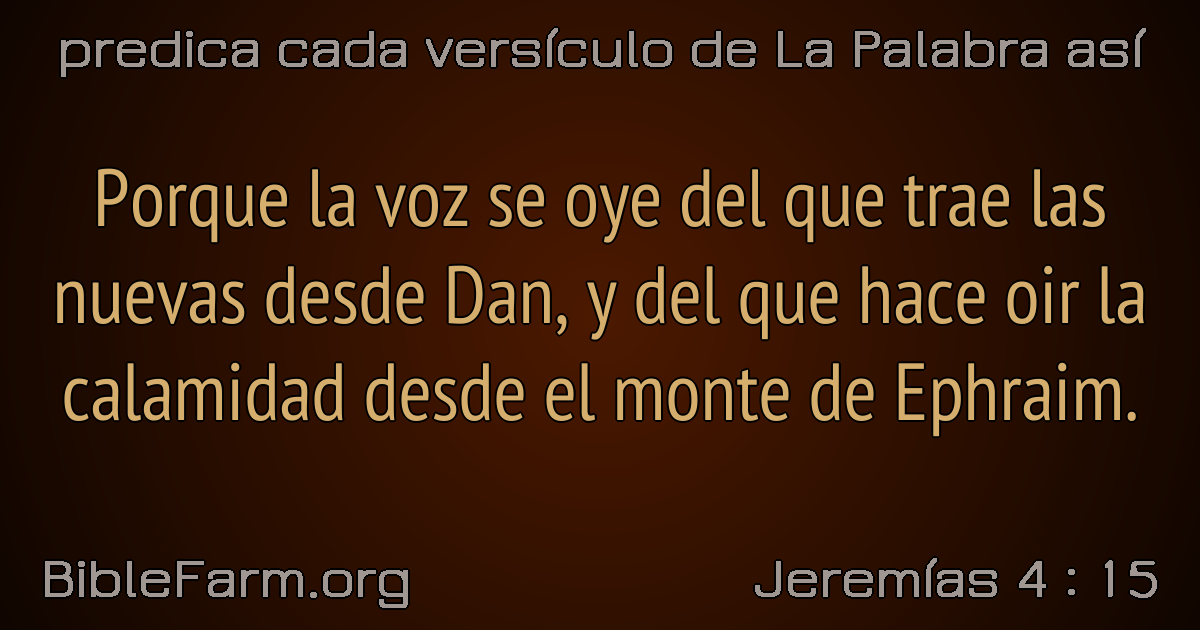 predica cada versículo de La Palabra así
Porque la voz se oye del que trae las
nuevas desde Dan, y del que hace oir la
calamidad desde el monte de Ephraim.
BibleFarm.org
Jeremías 4 : 15